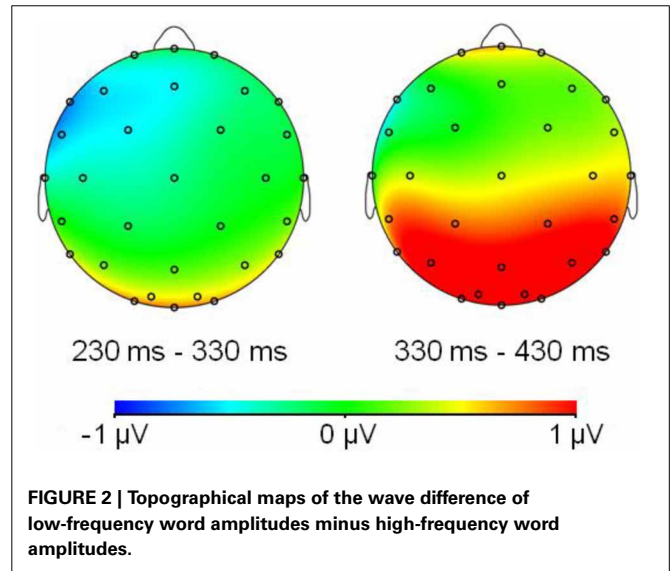 230 ms - 330 ms 330 ms - 430 ms
-1 µV 0 µV 1 µV
FIGURE 2 | Topographical maps of the wave difference of
low-frequency word amplitudes minus high-frequency word
amplitudes.